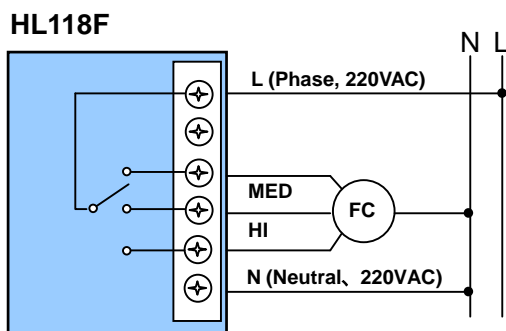 HL118F
N L
L (Phase, 220VAC)
MED
FC
HI
N (Neutral、220VAC)